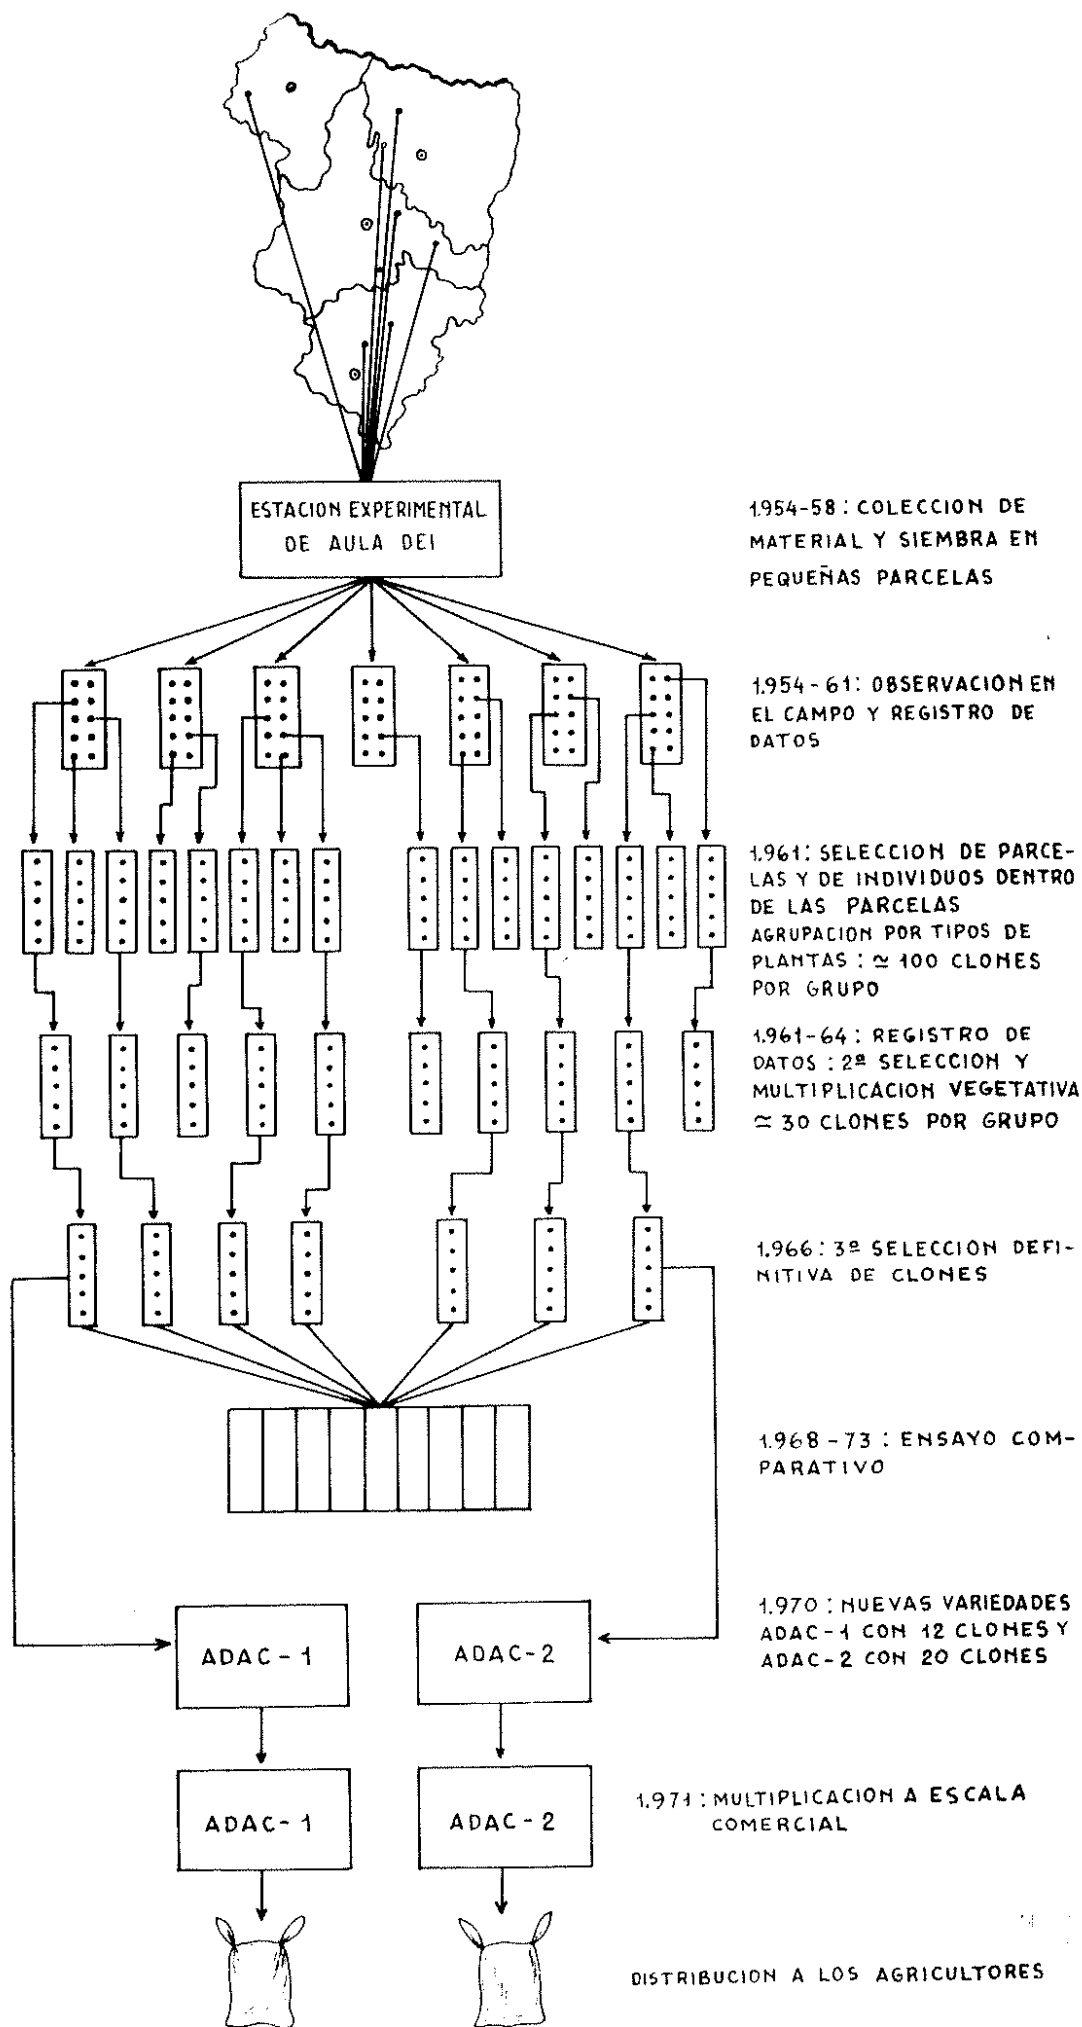 ESTACION EXPERIMENTAL
DE AULA DEI
1.954-58: COLECCION DE
MATERIAL Y SIEMBRA EN
PEQUEÑAS PARCELAS
1.954-61: OBSERVACION EN
EL CAMPO Y REGISTRO DE
DATOS
1.961: SELECCION DE PARCE-
LAS Y DE INDIVIDUOS DENTRO
DE LAS PARCELAS
AGRUPACION POR TIPOS DE
PLANTAS: ≃ 100 CLONES
POR GRUPO
1.961-64: REGISTRO DE
DATOS: 2ª SELECCION Y
MULTIPLICACION VEGETATIVA
≃ 30 CLONES POR GRUPO
1.966: 3ª SELECCION DEFI-
NITIVA DE CLONES
1.968-73: ENSAYO COM-
PARATIVO
1.970: NUEVAS VARIEDADES
ADAC-1 CON 12 CLONES Y
ADAC-2 CON 20 CLONES
ADAC-1
ADAC-2
1.971: MULTIPLICACION A ESCALA
COMERCIAL
ADAC-1
ADAC-2
DISTRIBUCION A LOS AGRICULTORES